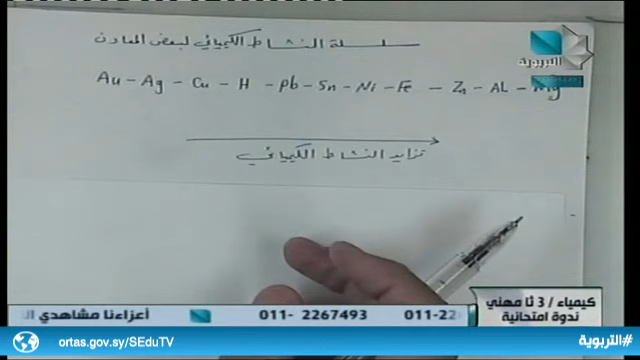 سلسلة النشاط الكيميائي لبعض المعادن
التربوية
Au - Ag - Cu - H - Pb - Sn - Ni - Fe - Zn - AL - Mg
تزايد النشاط الكيميائي
كيمياء / 3 ثا مهني
ندوة امتحانية
أعزاءنا مشاهدي 011- 2267493 011-22
ortas.gov.sy/SEduTV
#التربوية